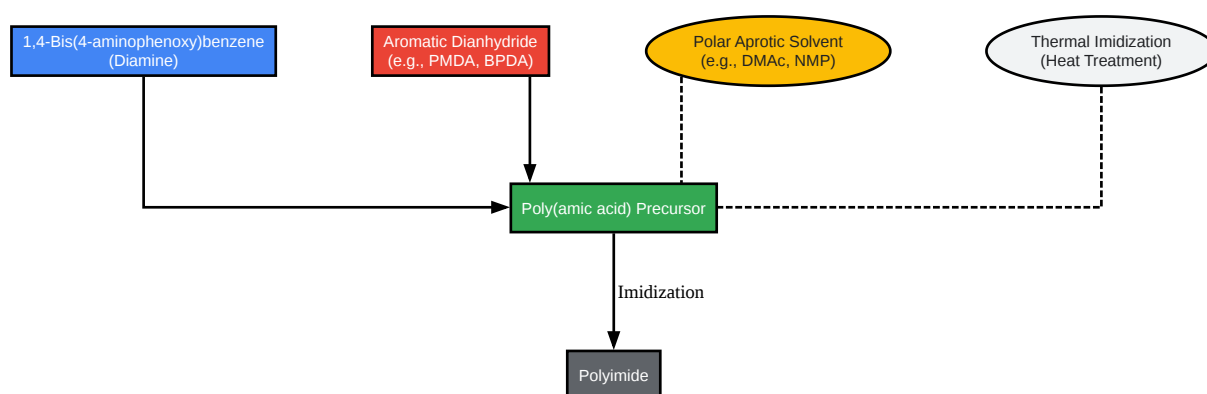 1,4-Bis(4-aminophenoxy)benzene
(Diamine)
Aromatic Dianhydride
(e.g., PMDA, BPDA)
Polar Aprotic Solvent
(e.g., DMAc, NMP)
Thermal Imidization
(Heat Treatment)
Poly(amic acid) Precursor
Imidization
Polyimide